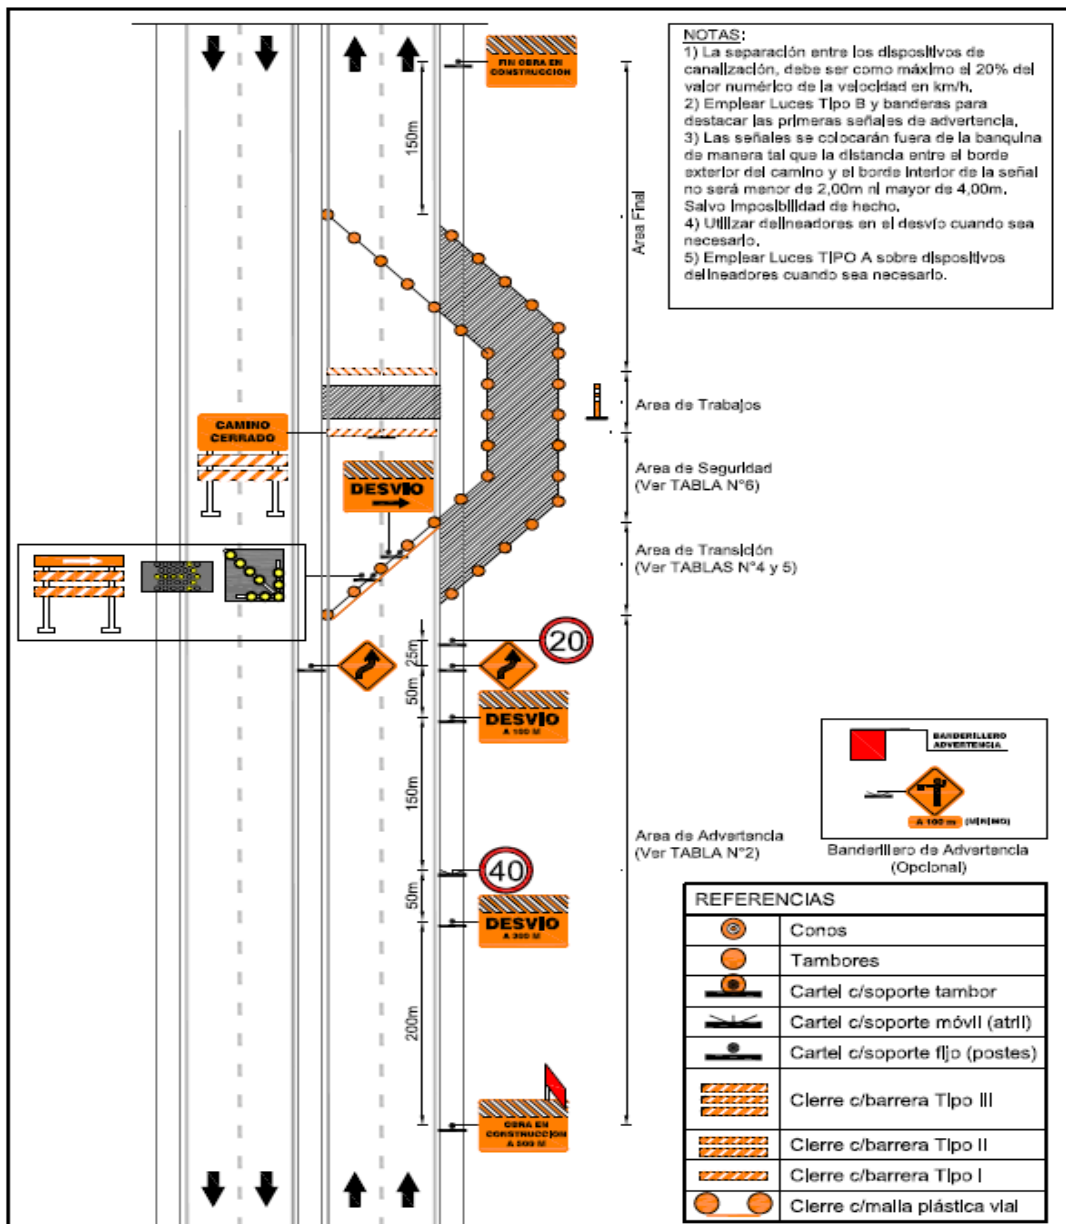 FIN OBRA EN
CONSTRUCCION
NOTAS:
1) La separación entre los dispositivos de
canalización, debe ser como máximo el 20% del
valor numérico de la velocidad en km/h.
2) Emplear Luces Tipo B y banderas para
destacar las primeras señales de advertencia.
3) Las señales se colocarán fuera de la banquina
de manera tal que la distancia entre el borde
exterior del camino y el borde interior de la señal
no será menor de 2,00m ni mayor de 4,00m.
Salvo imposibilidad de hecho.
4) Utilizar delineadores en el desvío cuando sea
necesario.
5) Emplear Luces TIPO A sobre dispositivos
delineadores cuando sea necesario.
150m
Area Final
Area de Trabajos
CAMINO
CERRADO
Area de Seguridad
(Ver TABLA N°6)
DESVÍO
Area de Transición
(Ver TABLAS N°4 y 5)
20
25m
50m
DESVÍO
A 100 M
150m
BANDERILLERO
ADVERTENCIA
A 100 m (MÍNIMO)
Banderillero de Advertencia
(Opcional)
Area de Advertencia
(Ver TABLA N°2)
40
50m
DESVÍO
A 300 M
200m
OBRA EN
CONSTRUCCION
A 500 M
REFERENCIAS
Conos
Tambores
Cartel c/soporte tambor
Cartel c/soporte móvil (atril)
Cartel c/soporte fijo (postes)
Cierre c/barrera Tipo III
Cierre c/barrera Tipo II
Cierre c/barrera Tipo I
Cierre c/malla plástica vial